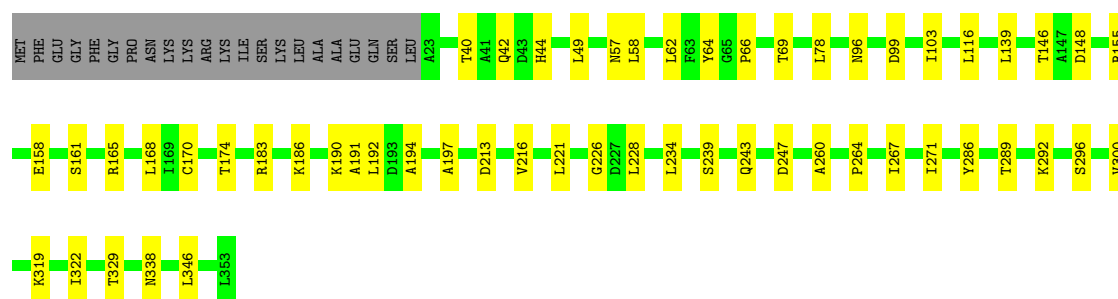 MET PHE GLU GLY PHE GLY PRO ASN LYS LYS ARG LYS ILE SER LYS LEU ALA ALA GLU GLN SER LEU A23 T40 A41 Q42 D43 H44 L49 N57 L58 L62 F63 Y64 G65 P66 T69 L78 N96 D99 I103 L116 L139 T146 A147 D148 R155
E158 S161 R165 L168 I169 C170 T174 R183 K186 K190 A191 L192 D193 A194 A197 D213 V216 L221 G226 D227 L228 L234 S239 Q243 D247 A260 P264 I267 I271 Y286 T289 K292 S296
K319 I322 T329 N338 L346 L353